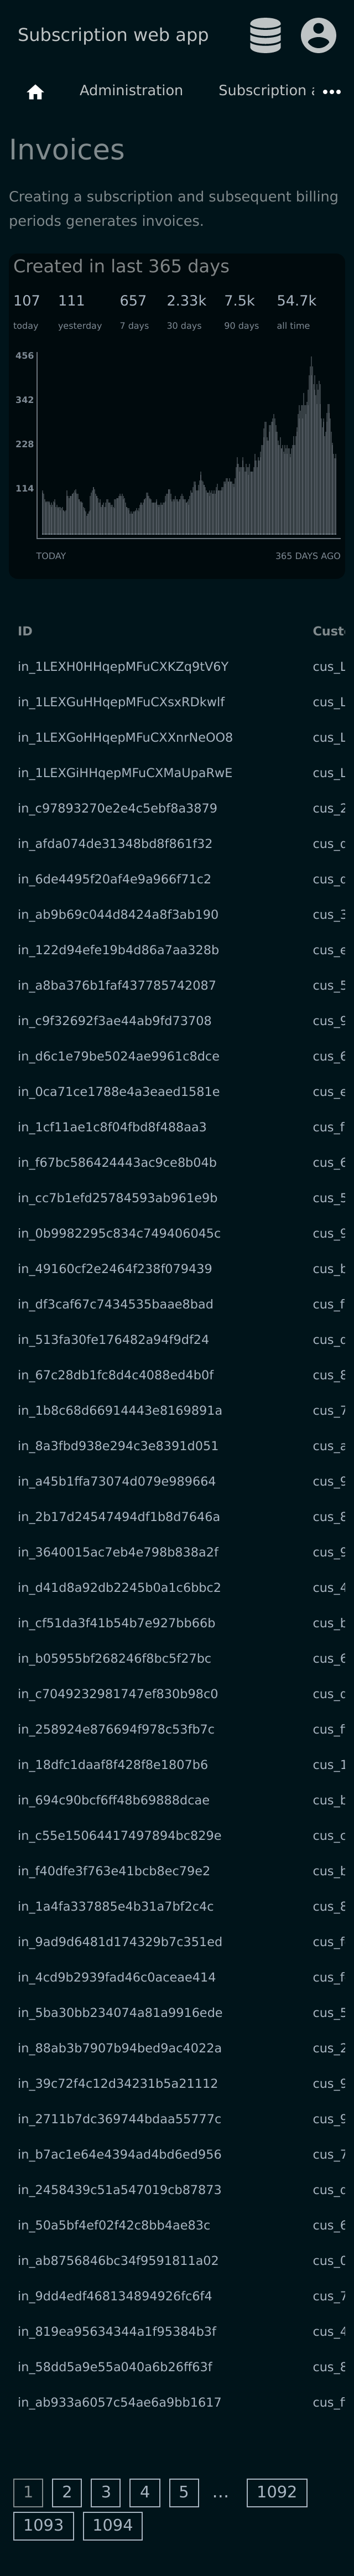 Subscription web app
Administration Subscription a
Invoices
Creating a subscription and subsequent billing
periods generates invoices.
Created in last 365 days
107 111 657 2.33k 7.5k 54.7k
today yesterday 7 days 30 days 90 days all time
456
342
228
114
TODAY 365 DAYS AGO
ID Custo
in_1LEXH0HHqepMFuCXKZq9tV6Y cus_L
in_1LEXGuHHqepMFuCXsxRDkwlf cus_L
in_1LEXGoHHqepMFuCXXnrNeOO8 cus_L
in_1LEXGiHHqepMFuCXMaUpaRwE cus_L
in_c97893270e2e4c5ebf8a3879 cus_2
in_afda074de31348bd8f861f32 cus_c
in_6de4495f20af4e9a966f71c2 cus_c
in_ab9b69c044d8424a8f3ab190 cus_3
in_122d94efe19b4d86a7aa328b cus_e
in_a8ba376b1faf437785742087 cus_5
in_c9f32692f3ae44ab9fd73708 cus_9
in_d6c1e79be5024ae9961c8dce cus_6
in_0ca71ce1788e4a3eaed1581e cus_e
in_1cf11ae1c8f04fbd8f488aa3 cus_f
in_f67bc586424443ac9ce8b04b cus_6
in_cc7b1efd25784593ab961e9b cus_5
in_0b9982295c834c749406045c cus_9
in_49160cf2e2464f238f079439 cus_b
in_df3caf67c7434535baae8bad cus_f
in_513fa30fe176482a94f9df24 cus_c
in_67c28db1fc8d4c4088ed4b0f cus_8
in_1b8c68d66914443e8169891a cus_7
in_8a3fbd938e294c3e8391d051 cus_a
in_a45b1ffa73074d079e989664 cus_9
in_2b17d24547494df1b8d7646a cus_8
in_3640015ac7eb4e798b838a2f cus_9
in_d41d8a92db2245b0a1c6bbc2 cus_4
in_cf51da3f41b54b7e927bb66b cus_b
in_b05955bf268246f8bc5f27bc cus_6
in_c7049232981747ef830b98c0 cus_c
in_258924e876694f978c53fb7c cus_f
in_18dfc1daaf8f428f8e1807b6 cus_1
in_694c90bcf6ff48b69888dcae cus_b
in_c55e15064417497894bc829e cus_c
in_f40dfe3f763e41bcb8ec79e2 cus_b
in_1a4fa337885e4b31a7bf2c4c cus_8
in_9ad9d6481d174329b7c351ed cus_f
in_4cd9b2939fad46c0aceae414 cus_f
in_5ba30bb234074a81a9916ede cus_5
in_88ab3b7907b94bed9ac4022a cus_2
in_39c72f4c12d34231b5a21112 cus_9
in_2711b7dc369744bdaa55777c cus_9
in_b7ac1e64e4394ad4bd6ed956 cus_7
in_2458439c51a547019cb87873 cus_c
in_50a5bf4ef02f42c8bb4ae83c cus_6
in_ab8756846bc34f9591811a02 cus_0
in_9dd4edf468134894926fc6f4 cus_7
in_819ea95634344a1f95384b3f cus_4
in_58dd5a9e55a040a6b26ff63f cus_8
in_ab933a6057c54ae6a9bb1617 cus_f
1 2 3 4 5 … 1092
1093 1094